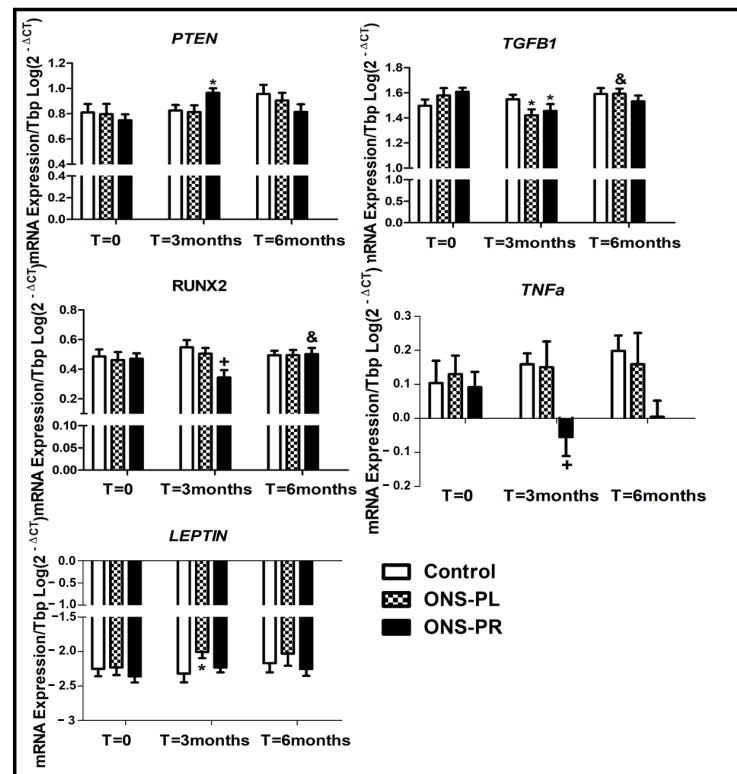 PTEN
mRNA Expression/Tbp Log(2 - ΔCT)
1.2
1.0
0.8
0.6
0.4
0.4
0.2
0.0
*
T=0 T=3months T=6months
TGFB1
nRNA Expression/Tbp Log(2 - ΔCT)
1.8
1.6
1.4
1.2
1.0
1.0
0.5
0.0
* * &
T=0 T=3months T=6months
RUNX2
mRNA Expression/Tbp Log(2 - ΔCT)
0.8
0.6
0.4
0.2
0.10
0.05
0.00
+ &
T=0 T=3months T=6months
TNFa
mRNA Expression/Tbp Log(2 - ΔCT)
0.3
0.2
0.1
0.0
-0.1
-0.2
+
T=0 T=3months T=6months
LEPTIN
mRNA Expression/Tbp Log(2 - ΔCT)
0.0
-0.5
-1.0
-1.5
-2.0
-2.5
-3
*
T=0 T=3months T=6months
Control
ONS-PL
ONS-PR